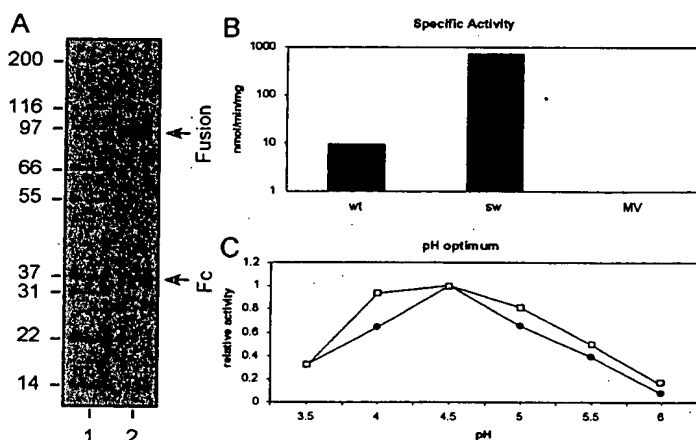 A
200
116
97
66
55
37
31
22
14
Fusion
Fc
1 2
B
Specific Activity
nmol/min/mg
1000
100
10
1
wt sw MV
C
pH optimum
relative activity
1.2
1
0.8
0.6
0.4
0.2
0
3.5 4 4.5 5 5.5 6
pH